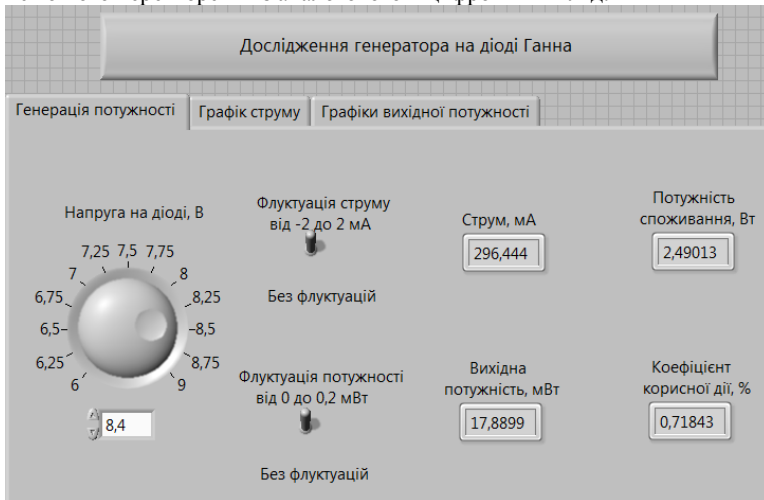 Дослідження генератора на діоді Ганна
Генерація потужності
Графік струму
Графіки вихідної потужності
Напруга на діоді, В
7,25 7,5 7,75
7 8
6,75 8,25
6,5 8,5
6,25 8,75
6 9
8,4
Флуктуація струму
від -2 до 2 мА
Без флуктуацій
Флуктуація потужності
від 0 до 0,2 мВт
Без флуктуацій
Струм, мА
296,444
Потужність
споживання, Вт
2,49013
Вихідна
потужність, мВт
17,8899
Коефіцієнт
корисної дії, %
0,71843